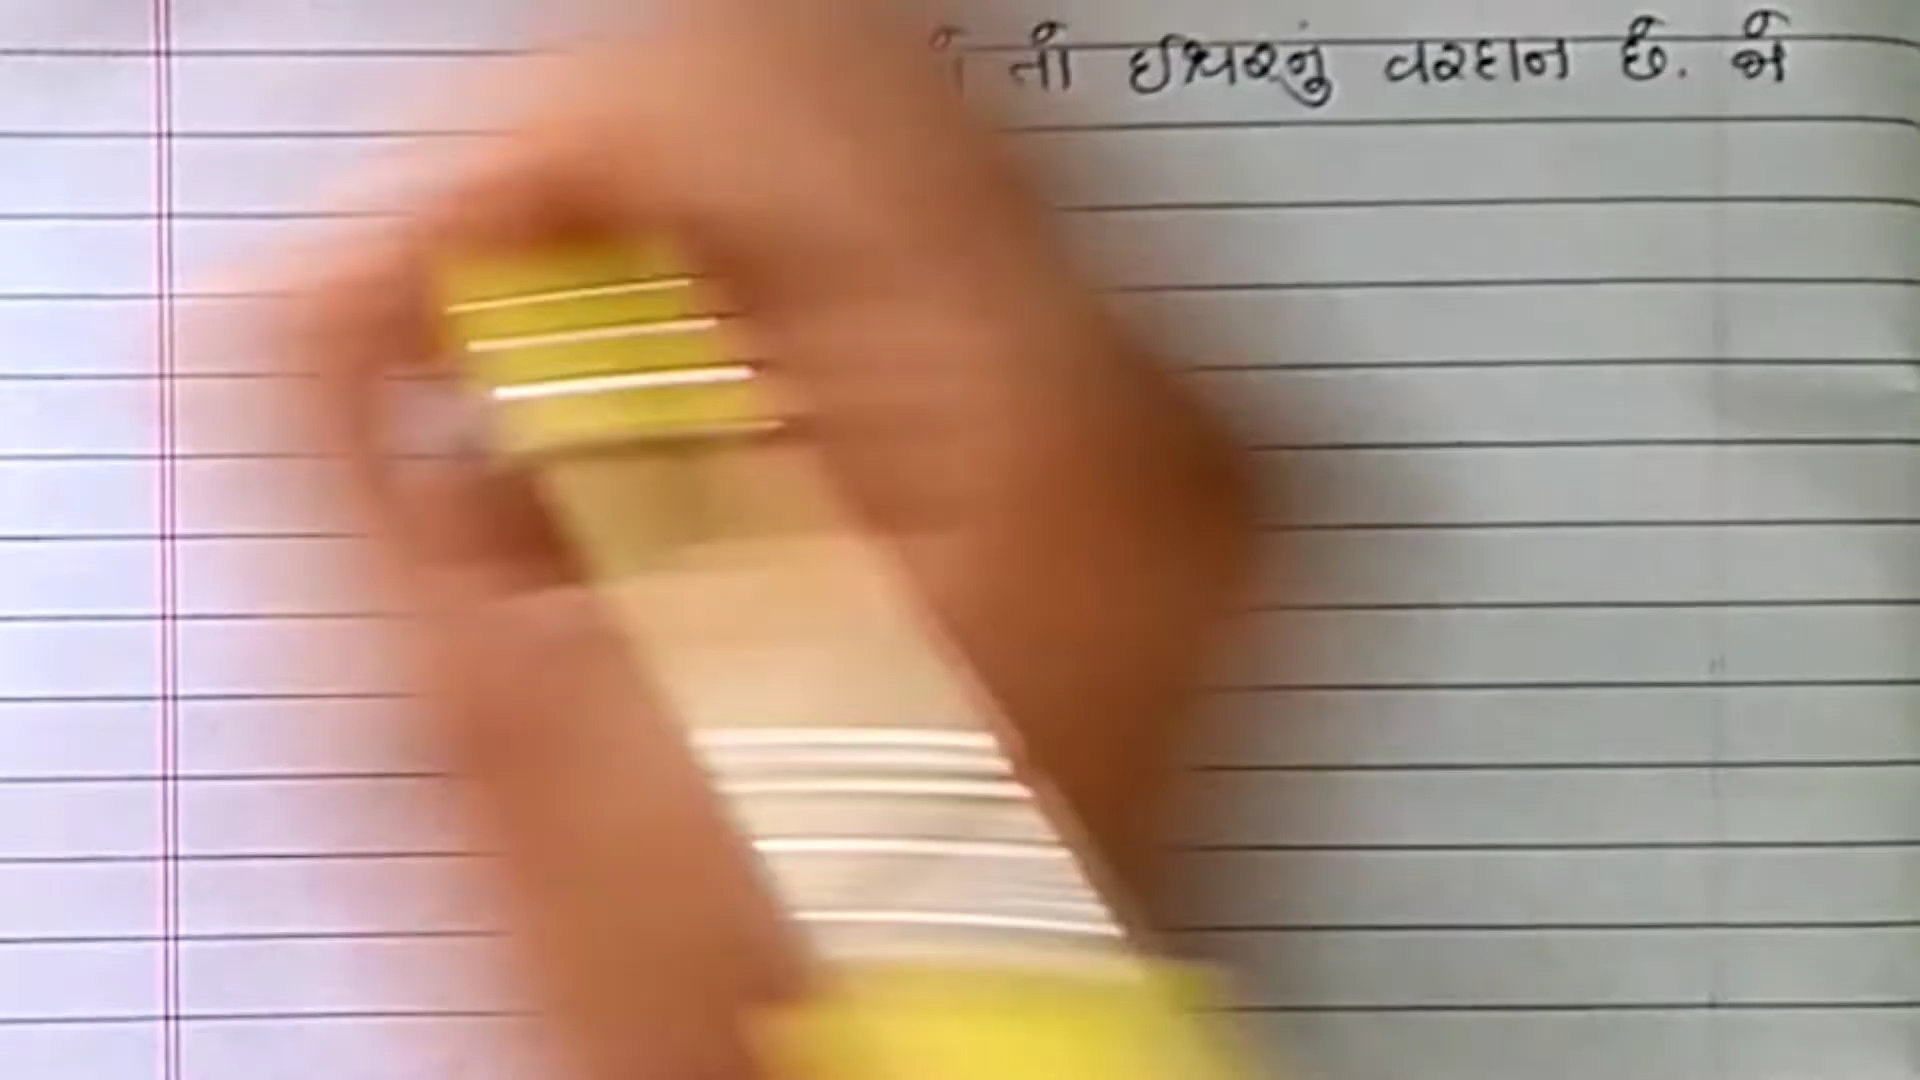 તો ઈશ્વરનું વરદાન છે. એ